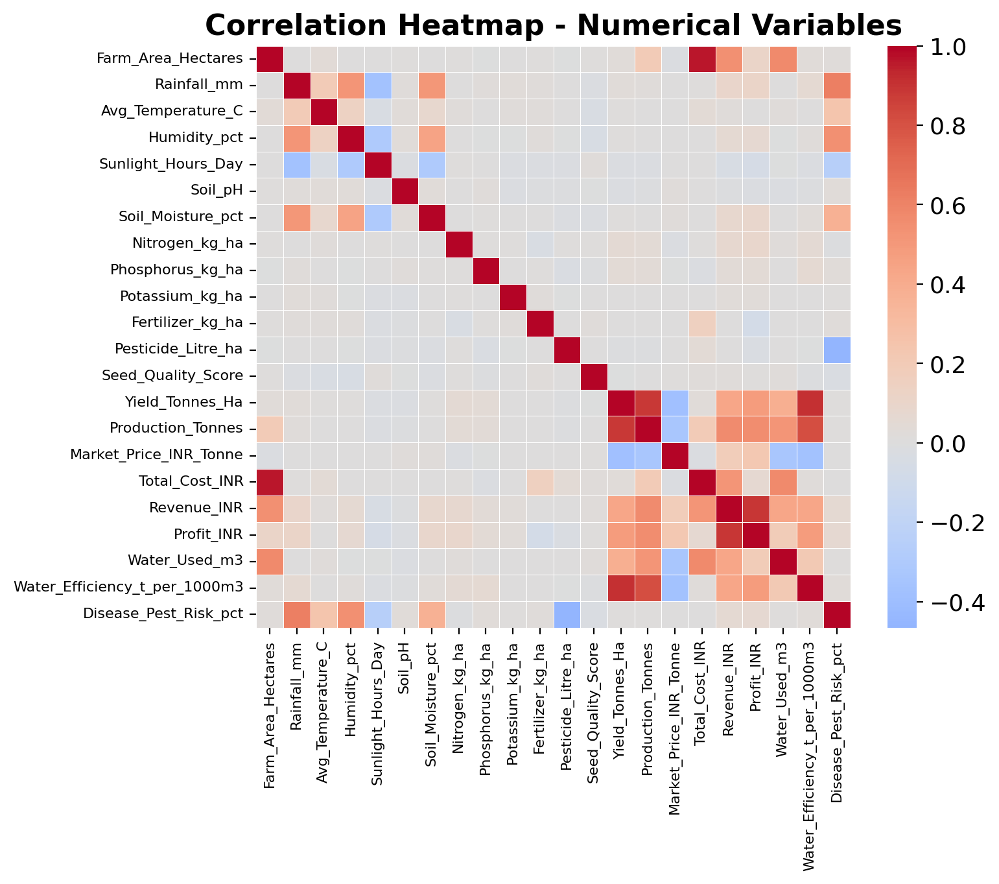 Correlation Heatmap - Numerical Variables
Farm_Area_Hectares
Rainfall_mm
Avg_Temperature_C
Humidity_pct
Sunlight_Hours_Day
Soil_pH
Soil_Moisture_pct
Nitrogen_kg_ha
Phosphorus_kg_ha
Potassium_kg_ha
Fertilizer_kg_ha
Pesticide_Litre_ha
Seed_Quality_Score
Yield_Tonnes_Ha
Production_Tonnes
Market_Price_INR_Tonne
Total_Cost_INR
Revenue_INR
Profit_INR
Water_Used_m3
Water_Efficiency_t_per_1000m3
Disease_Pest_Risk_pct
Farm_Area_Hectares
Rainfall_mm
Avg_Temperature_C
Humidity_pct
Sunlight_Hours_Day
Soil_pH
Soil_Moisture_pct
Nitrogen_kg_ha
Phosphorus_kg_ha
Potassium_kg_ha
Fertilizer_kg_ha
Pesticide_Litre_ha
Seed_Quality_Score
Yield_Tonnes_Ha
Production_Tonnes
Market_Price_INR_Tonne
Total_Cost_INR
Revenue_INR
Profit_INR
Water_Used_m3
Water_Efficiency_t_per_1000m3
Disease_Pest_Risk_pct
1.0
0.8
0.6
0.4
0.2
0.0
−0.2
−0.4